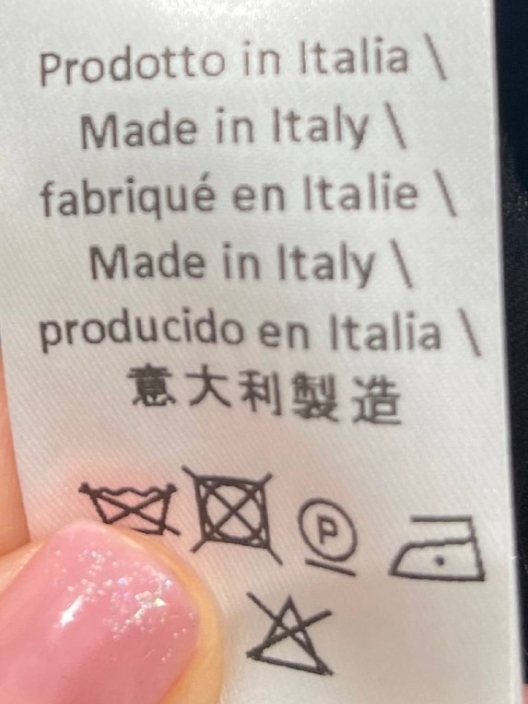 Prodotto in Italia \
Made in Italy \
fabriqué en Italie \
Made in Italy \
producido en Italia \
意大利製造
P